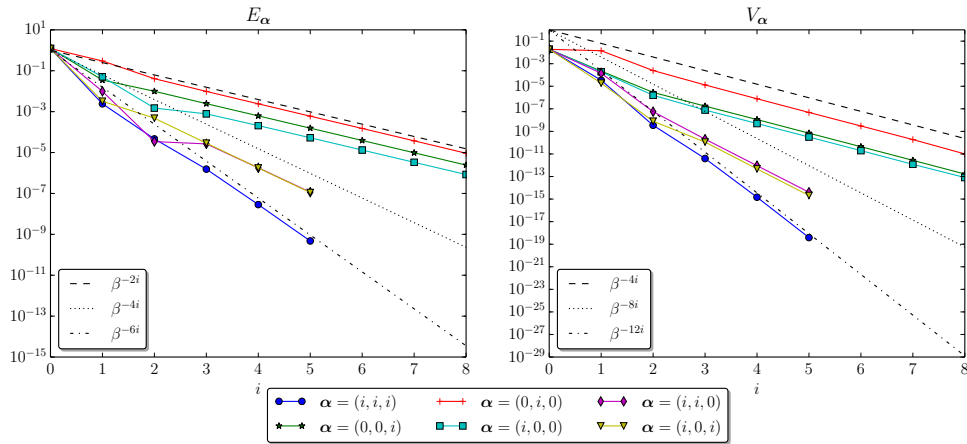 E_α
10^1
10^-1
10^-3
10^-5
10^-7
10^-9
10^-11
10^-13
10^-15
0 1 2 3 4 5 6 7 8
i
β^-2i
β^-4i
β^-6i
V_α
10^-1
10^-3
10^-5
10^-7
10^-9
10^-11
10^-13
10^-15
10^-17
10^-19
10^-21
10^-23
10^-25
10^-27
10^-29
0 1 2 3 4 5 6 7 8
i
β^-4i
β^-8i
β^-12i
α = (i, i, i) α = (0, i, 0) α = (i, i, 0)
α = (0, 0, i) α = (i, 0, 0) α = (i, 0, i)